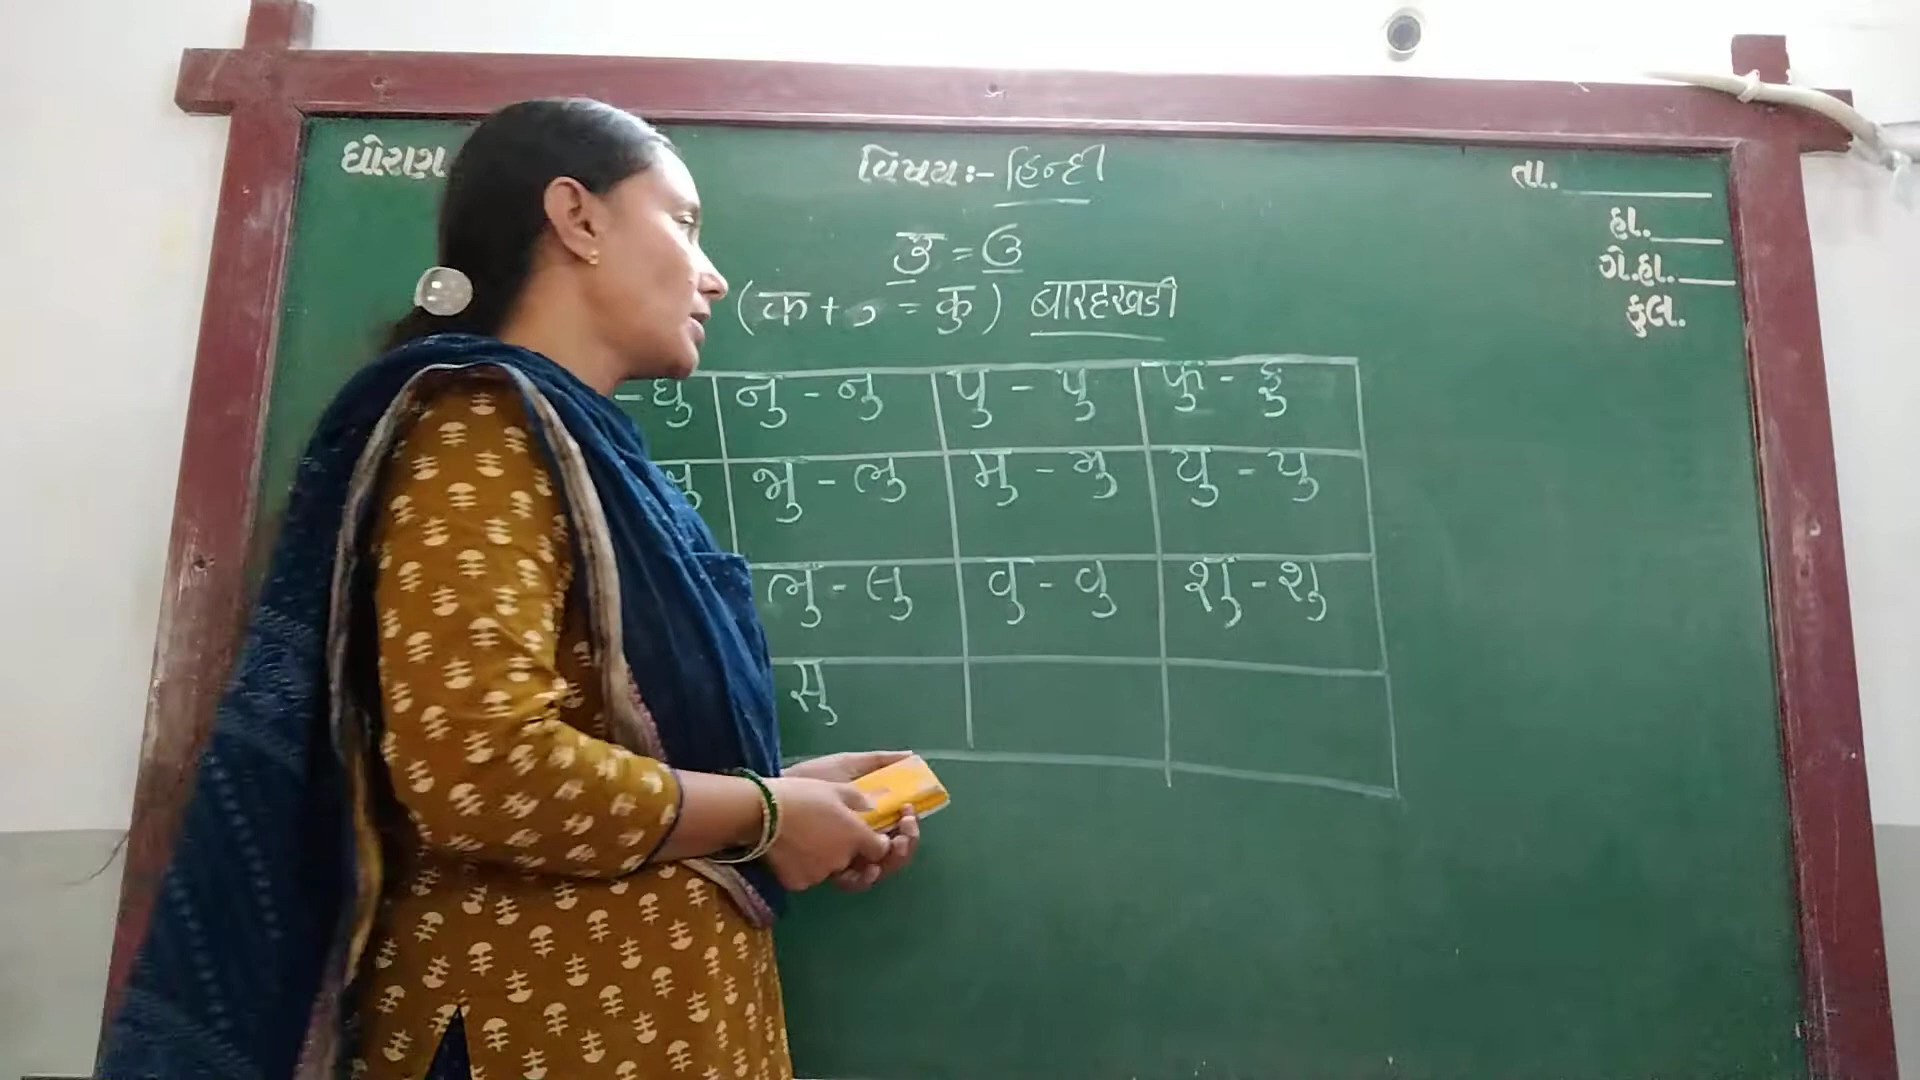 ધોરણ
વિષય:- હિન્દી
તા.
હા.
ગે.હા.
કુલ.
उ = ઉ
(क + ु = कु) बारहखडी
- ધુ नु - નુ पु - પુ फु - ફુ
भु - ભુ मु - મુ यु - યુ
लु - લુ वु - વુ शु - શુ
सु